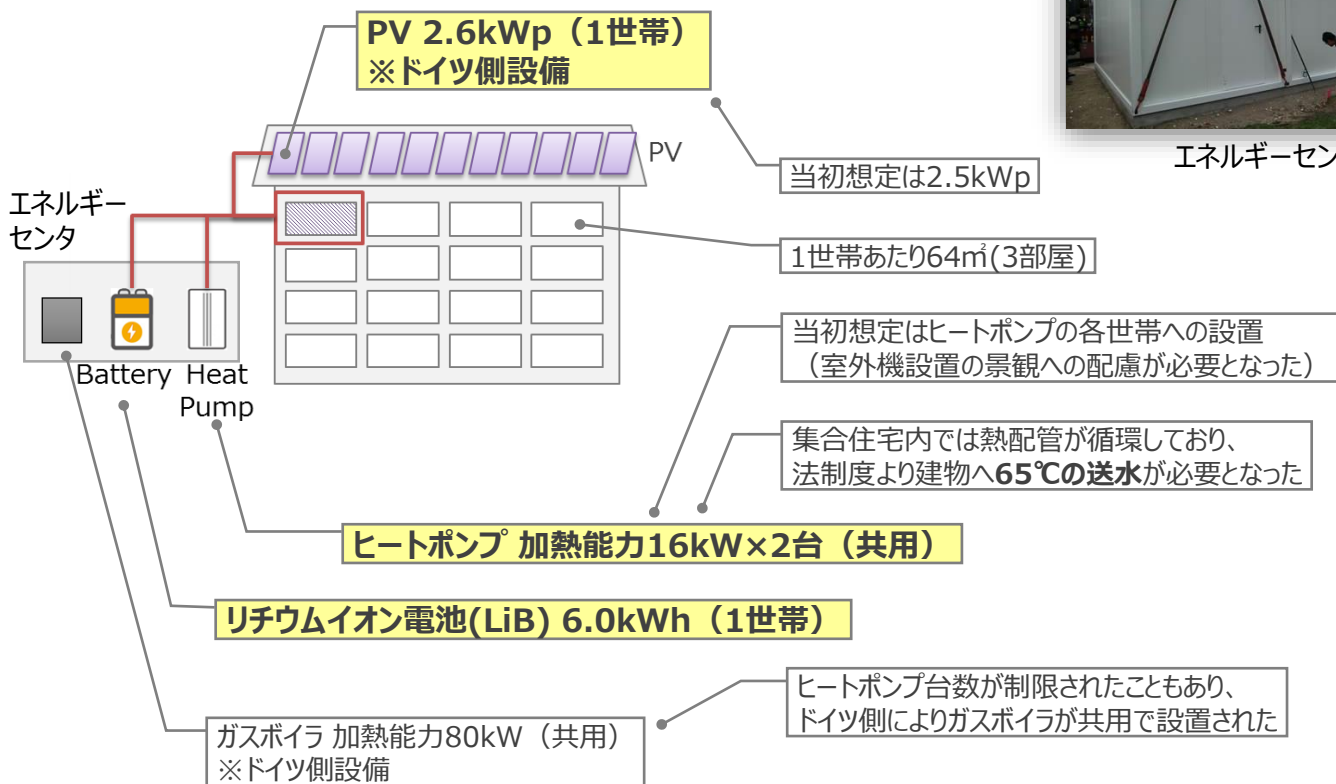 PV 2.6kWp（1世帯）
※ドイツ側設備
PV
エネルギーセン
当初想定は2.5kWp
エネルギー
センタ
1世帯あたり64㎡(3部屋)
当初想定はヒートポンプの各世帯への設置
（室外機設置の景観への配慮が必要となった）
Battery Heat
Pump
集合住宅内では熱配管が循環しており、
法制度より建物へ65℃の送水が必要となった
ヒートポンプ 加熱能力16kW×2台（共用）
リチウムイオン電池(LiB) 6.0kWh（1世帯）
ヒートポンプ台数が制限されたこともあり、
ドイツ側によりガスボイラが共用で設置された
ガスボイラ 加熱能力80kW（共用）
※ドイツ側設備